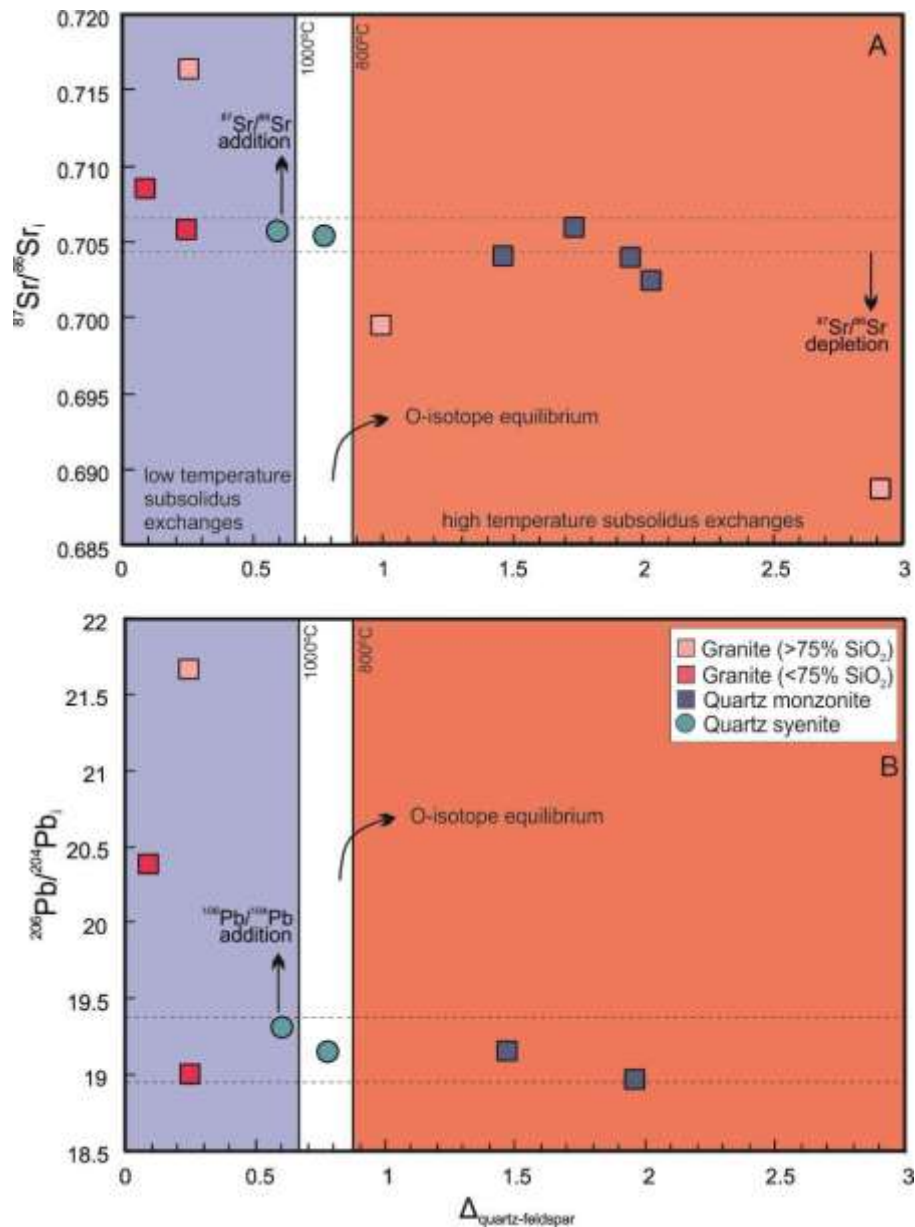 0.720
0.715
0.710
0.705
0.700
0.695
0.690
0.685
⁸⁷Sr/⁸⁶Srᵢ
1000ºC
800ºC
A
⁸⁷Sr/⁸⁶Sr
addition
⁸⁷Sr/⁸⁶Sr
depletion
O-isotope equilibrium
low temperature
subsolidus
exchanges
high temperature subsolidus exchanges
0 0.5 1 1.5 2 2.5 3
22
21.5
21
20.5
20
19.5
19
18.5
²⁰⁶Pb/²⁰⁴Pbᵢ
1000ºC
800ºC
Granite (>75% SiO₂)
Granite (<75% SiO₂)
Quartz monzonite
Quartz syenite
B
O-isotope equilibrium
addition
0 0.5 1 1.5 2 2.5 3
Δquartz-feldspar